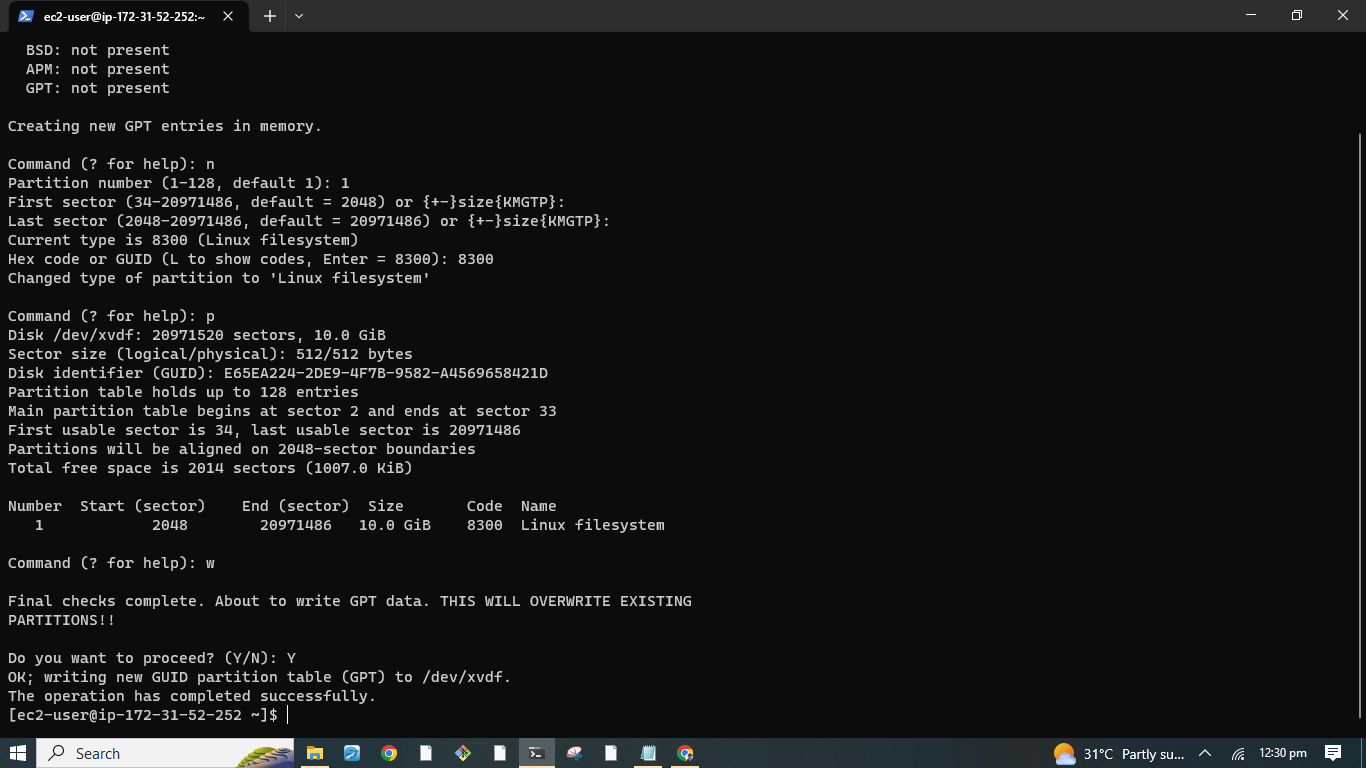 ec2-user@ip-172-31-52-252:~
BSD: not present
APM: not present
GPT: not present
Creating new GPT entries in memory.
Command (? for help): n
Partition number (1-128, default 1): 1
First sector (34-20971486, default = 2048) or {+-}size{KMGTP}:
Last sector (2048-20971486, default = 20971486) or {+-}size{KMGTP}:
Current type is 8300 (Linux filesystem)
Hex code or GUID (L to show codes, Enter = 8300): 8300
Changed type of partition to 'Linux filesystem'
Command (? for help): p
Disk /dev/xvdf: 20971520 sectors, 10.0 GiB
Sector size (logical/physical): 512/512 bytes
Disk identifier (GUID): E65EA224-2DE9-4F7B-9582-A4569658421D
Partition table holds up to 128 entries
Main partition table begins at sector 2 and ends at sector 33
First usable sector is 34, last usable sector is 20971486
Partitions will be aligned on 2048-sector boundaries
Total free space is 2014 sectors (1007.0 KiB)
Number  Start (sector)    End (sector)  Size       Code  Name
1            2048        20971486   10.0 GiB    8300  Linux filesystem
Command (? for help): w
Final checks complete. About to write GPT data. THIS WILL OVERWRITE EXISTING
PARTITIONS!!
Do you want to proceed? (Y/N): Y
OK; writing new GUID partition table (GPT) to /dev/xvdf.
The operation has completed successfully.
[ec2-user@ip-172-31-52-252 ~]$
Search
31°C Partly su... 12:30 pm